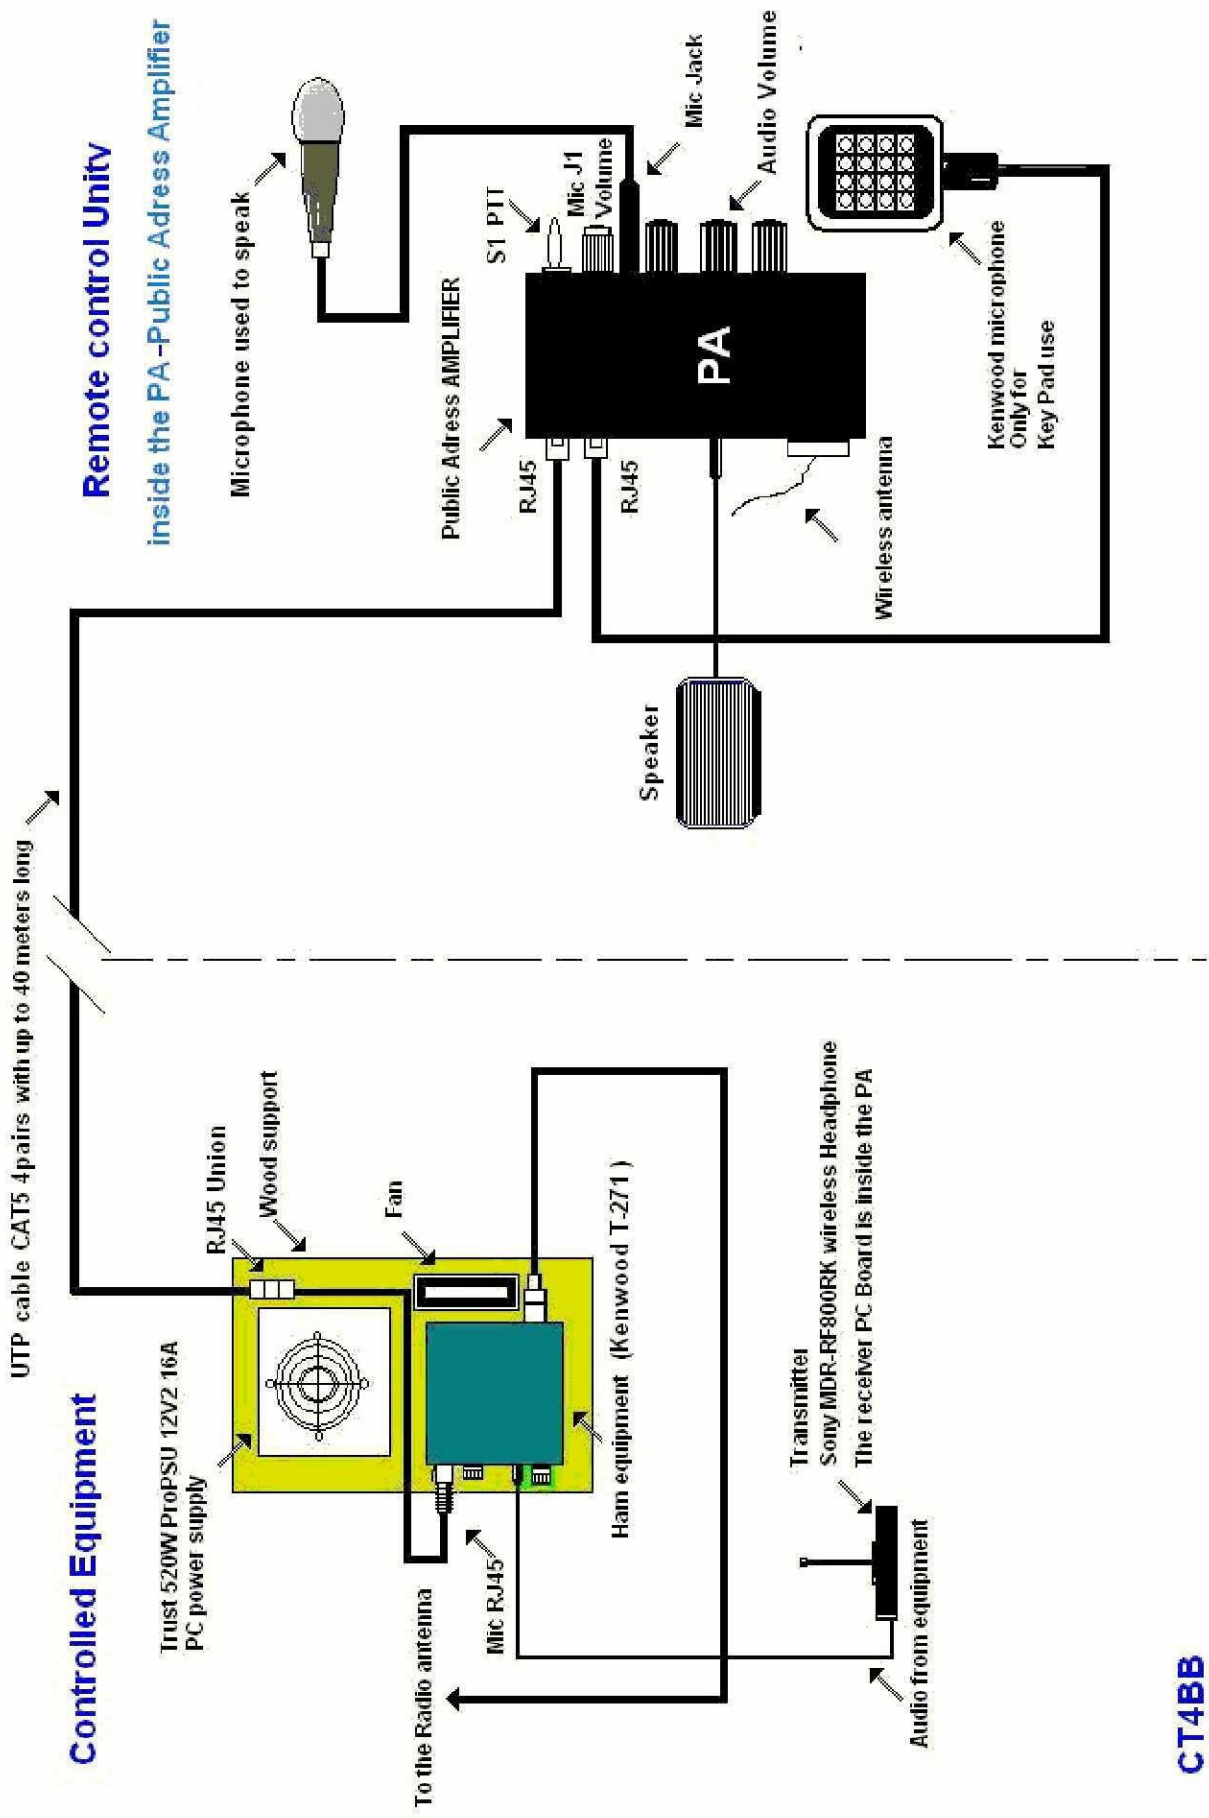 UTP cable CAT5 4pairs with up to 40 meters long
Controlled Equipment
Trust 520W ProPSU 12V2 16A
PC power supply
RJ45 Union
Wood support
Fan
To the Radio antenna
Mic RJ45
Ham equipment (Kenwood T-271)
Transmitter
Sony MDR-RF800RK wireless Headphone
The receiver PC Board is inside the PA
Audio from equipment
CT4BB
Remote control Unity
inside the PA -Public Adress Amplifier
Microphone used to speak
Public Adress AMPLIFIER
S1 PTT
Mic J1
Volume
Mic Jack
Audio Volume
RJ45
RJ45
PA
Speaker
Wireless antenna
Kenwood microphone
Only for
Key Pad use